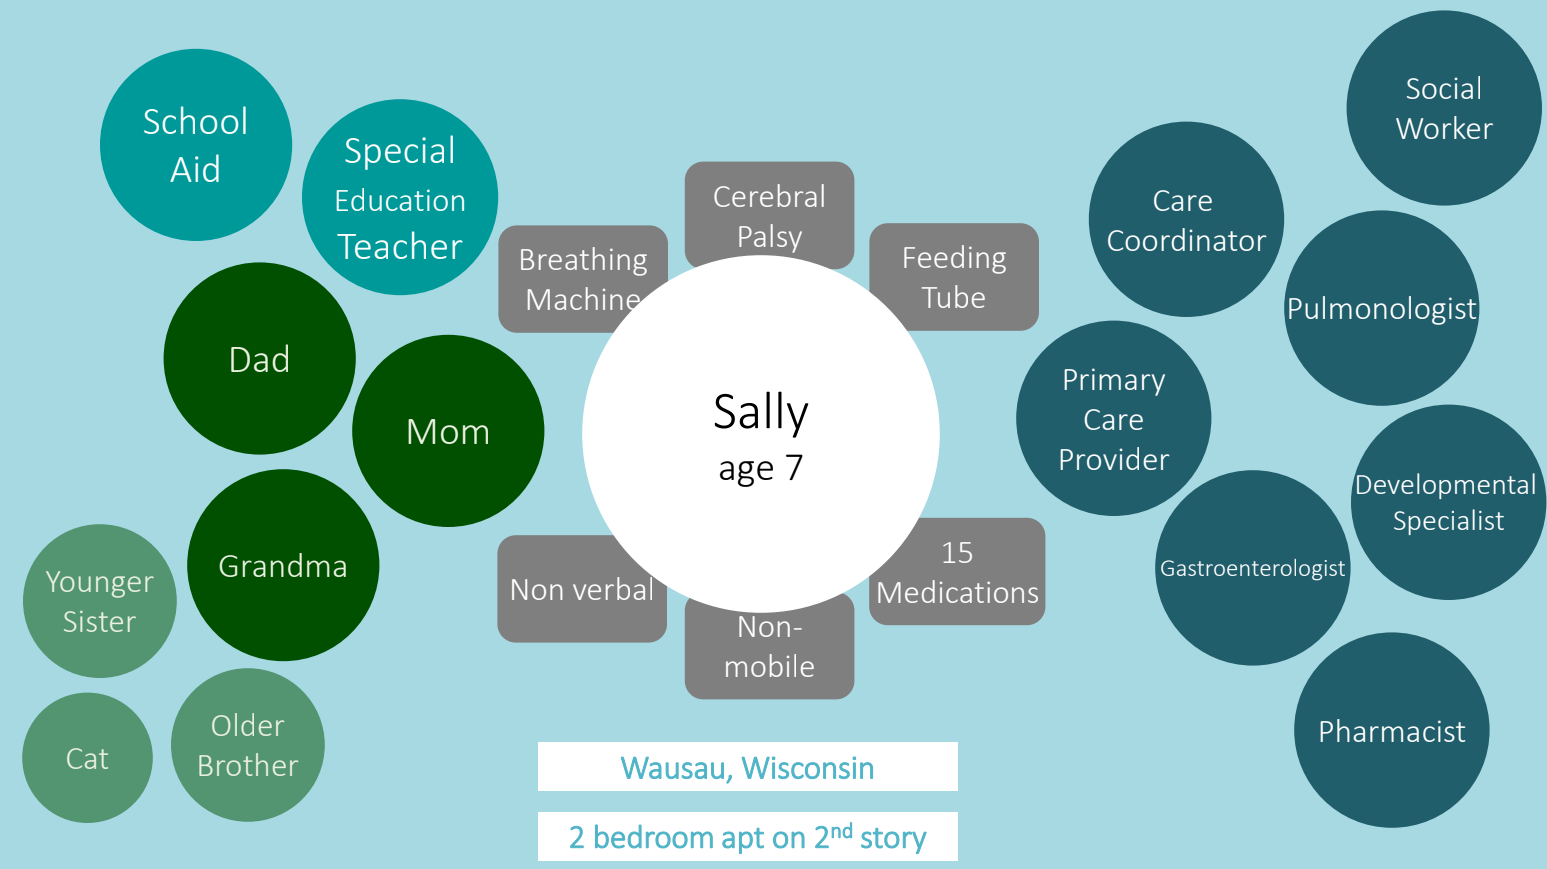 School
Aid
Special
Education
Teacher
Dad
Mom
Grandma
Younger
Sister
Cat
Older
Brother
Breathing
Machine
Cerebral
Palsy
Feeding
Tube
Sally
age 7
Non verbal
Non-
mobile
15
Medications
Wausau, Wisconsin
2 bedroom apt on 2nd story
Social
Worker
Care
Coordinator
Pulmonologist
Primary
Care
Provider
Developmental
Specialist
Gastroenterologist
Pharmacist